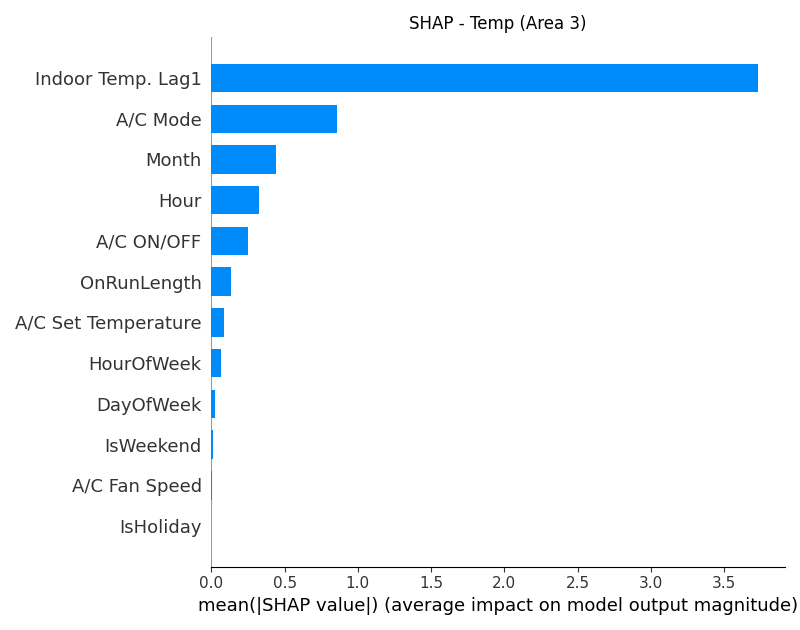 SHAP - Temp (Area 3)
Indoor Temp. Lag1
A/C Mode
Month
Hour
A/C ON/OFF
OnRunLength
A/C Set Temperature
HourOfWeek
DayOfWeek
IsWeekend
A/C Fan Speed
IsHoliday
0.0 0.5 1.0 1.5 2.0 2.5 3.0 3.5
mean(|SHAP value|) (average impact on model output magnitude)